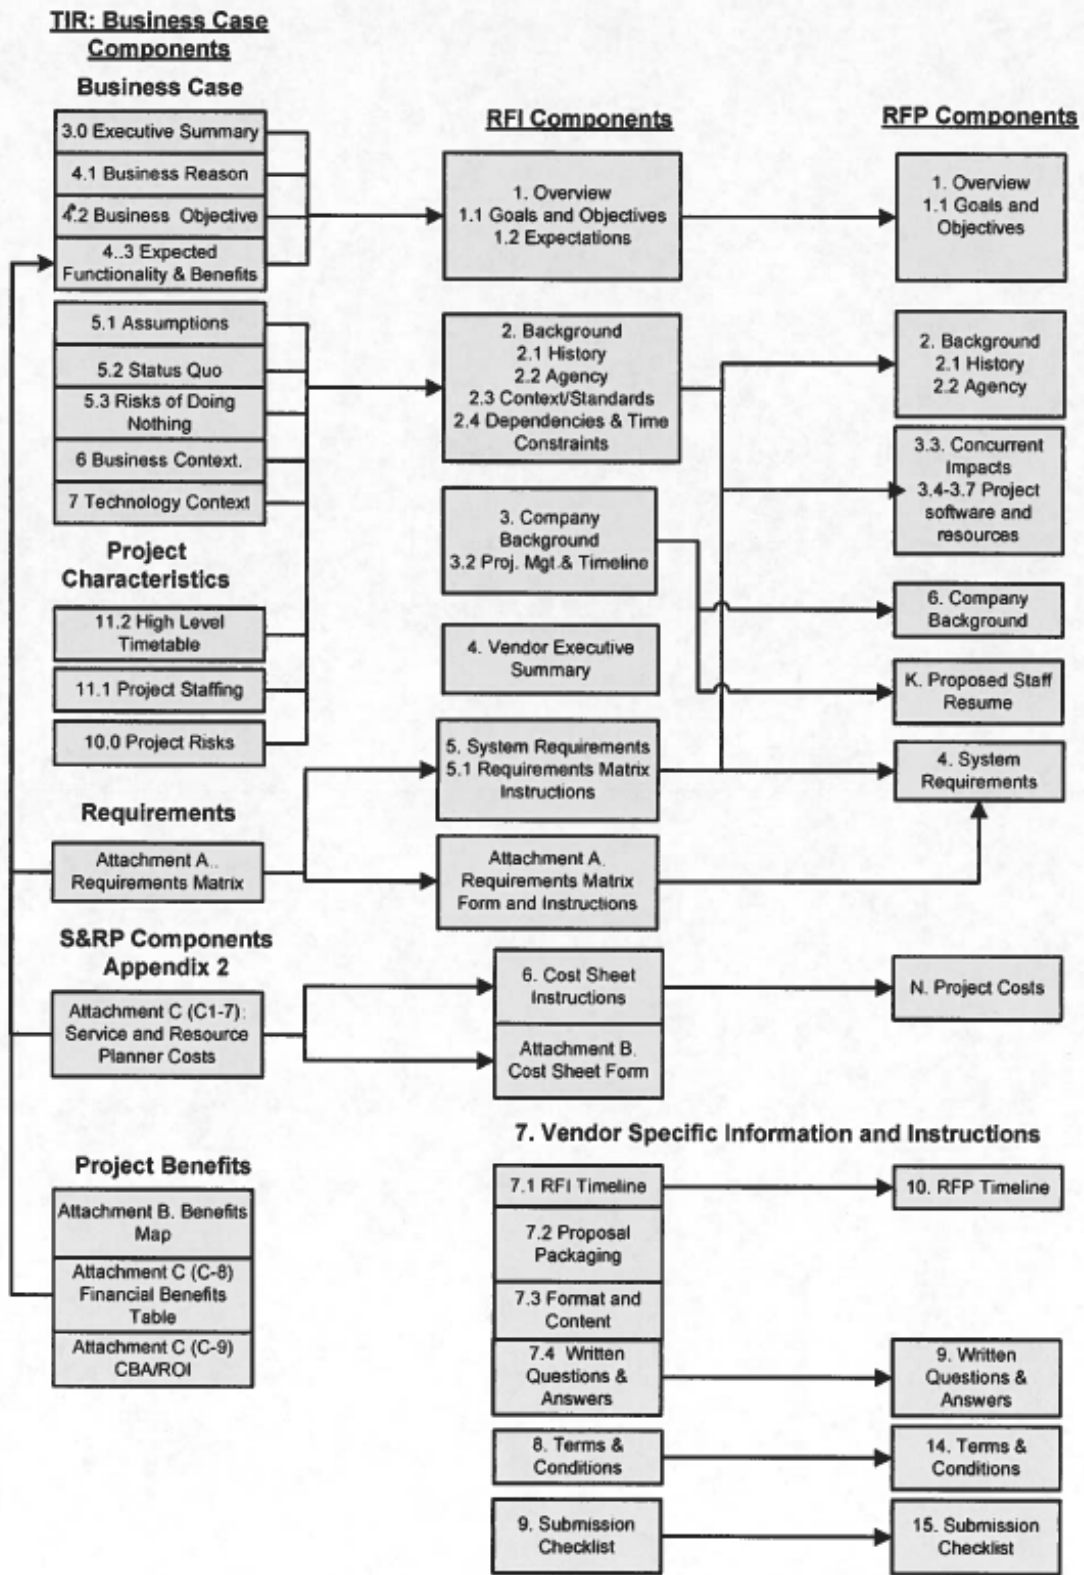 TIR: Business Case
Components
Business Case
3.0 Executive Summary
4.1 Business Reason
4.2 Business Objective
4..3 Expected
Functionality & Benefits
5.1 Assumptions
5.2 Status Quo
5.3 Risks of Doing
Nothing
6 Business Context.
7 Technology Context
Project
Characteristics
11.2 High Level
Timetable
11.1 Project Staffing
10.0 Project Risks
Requirements
Attachment A..
Requirements Matrix
S&RP Components
Appendix 2
Attachment C (C1-7):
Service and Resource
Planner Costs
Project Benefits
Attachment B. Benefits
Map
Attachment C (C-8)
Financial Benefits
Table
Attachment C (C-9)
CBA/ROI
RFI Components
1. Overview
1.1 Goals and Objectives
1.2 Expectations
2. Background
2.1 History
2.2 Agency
2.3 Context/Standards
2.4 Dependencies & Time
Constraints
3. Company
Background
3.2 Proj. Mgt & Timeline
4. Vendor Executive
Summary
5. System Requirements
5.1 Requirements Matrix
Instructions
Attachment A.
Requirements Matrix
Form and Instructions
6. Cost Sheet
Instructions
Attachment B.
Cost Sheet Form
7. Vendor Specific Information and Instructions
7.1 RFI Timeline
7.2 Proposal
Packaging
7.3 Format and
Content
7.4 Written
Questions &
Answers
8. Terms &
Conditions
9. Submission
Checklist
RFP Components
1. Overview
1.1 Goals and
Objectives
2. Background
2.1 History
2.2 Agency
3.3. Concurrent
Impacts
3.4-3.7 Project
software and
resources
6. Company
Background
K. Proposed Staff
Resume
4. System
Requirements
N. Project Costs
10. RFP Timeline
9. Written
Questions &
Answers
14. Terms &
Conditions
15. Submission
Checklist